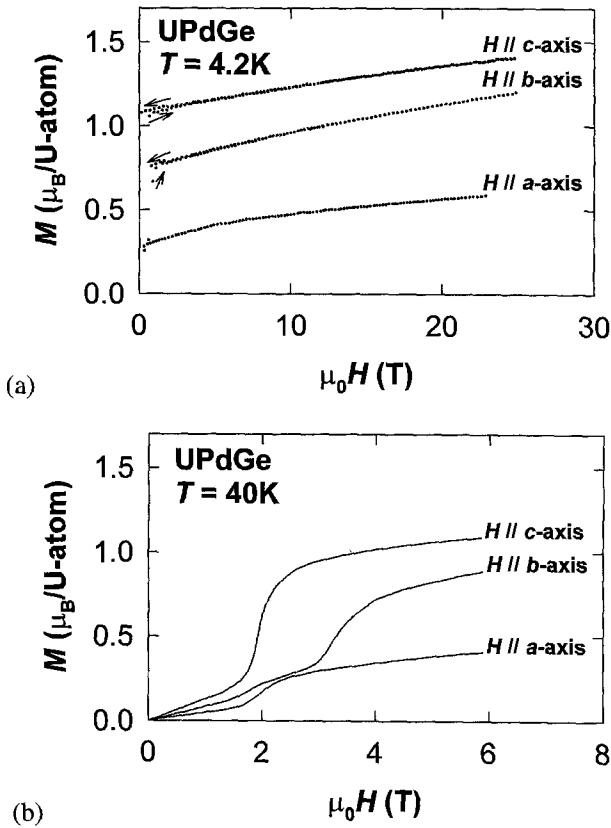 UPdGe
T = 4.2K
H // c-axis
H // b-axis
H // a-axis
1.5
1.0
0.5
0.0
M (μB/U-atom)
0 10 20 30
μ0H (T)
(a)
UPdGe
T = 40K
H // c-axis
H // b-axis
H // a-axis
1.5
1.0
0.5
0.0
M (μB/U-atom)
0 2 4 6 8
μ0H (T)
(b)